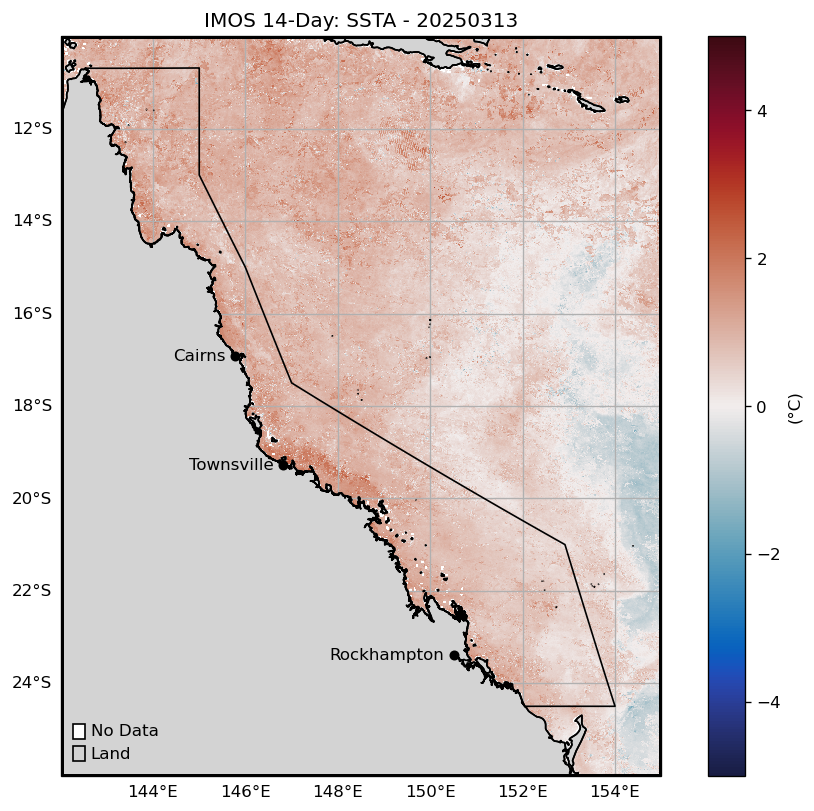 IMOS 14-Day: SSTA - 20250313
12°S
14°S
16°S
18°S
20°S
22°S
24°S
Cairns
Townsville
Rockhampton
No Data
Land
144°E
146°E
148°E
150°E
152°E
154°E
4
2
0
−2
−4
(°C)